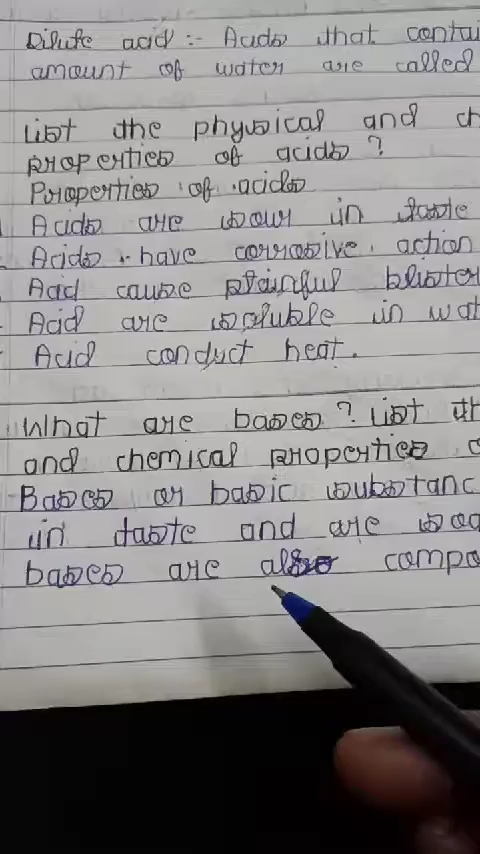 Dilute acid :- Acids that contai
amount of water are called
List the physical and ch
properties of acids ?
Properties of acids
Acids are sour in taste
Acids have corrosive action
Acid cause painful blister
Acid are soluble in wat
Acid conduct heat.
What are bases ? List th
and chemical properties o
Bases or basic substanc
in taste and are soa
bases are also compo